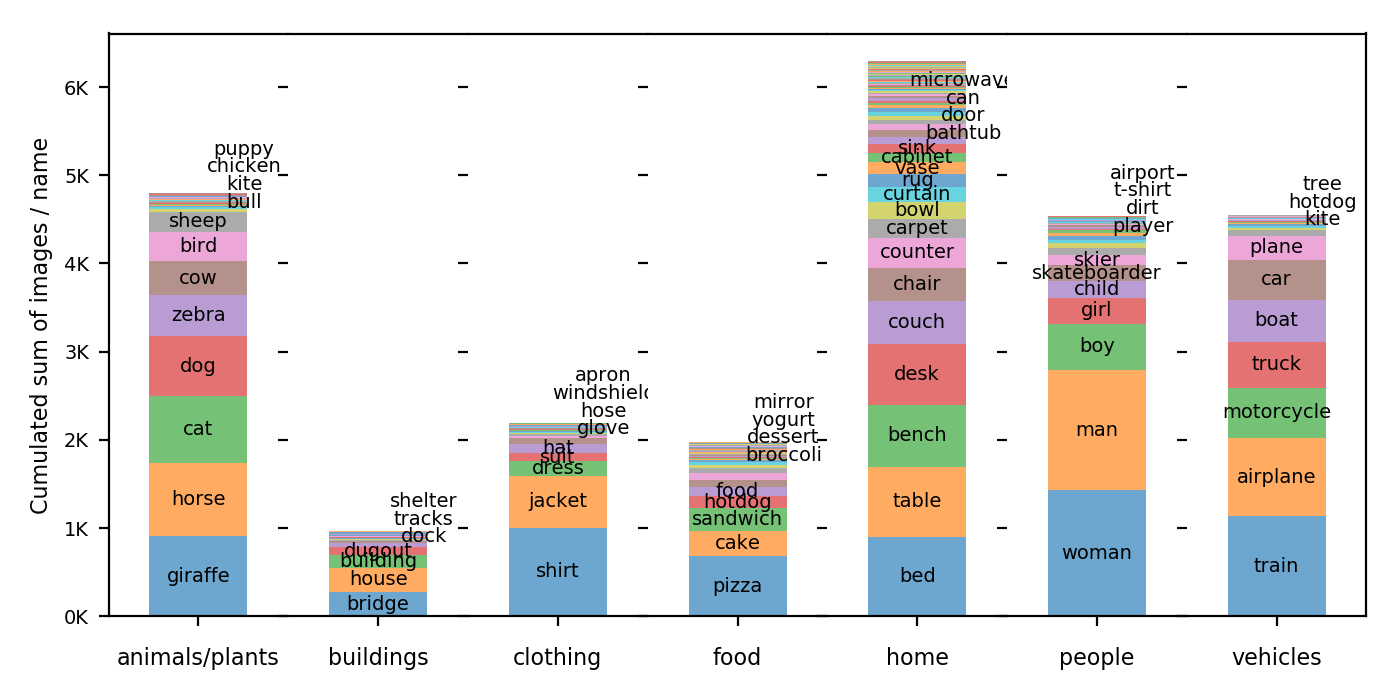 Cumulated sum of images / name
6K
5K
4K
3K
2K
1K
0K
puppy
chicken
kite
bull
sheep
bird
cow
zebra
dog
cat
horse
giraffe
animals/plants
shelter
tracks
dock
dugout
building
house
bridge
buildings
apron
windshield
hose
glove
hat
suit
dress
jacket
shirt
clothing
mirror
yogurt
dessert
broccoli
food
hotdog
sandwich
cake
pizza
food
microwave
can
door
bathtub
sink
cabinet
vase
rug
curtain
bowl
carpet
counter
chair
couch
desk
bench
table
bed
home
airport
t-shirt
dirt
player
skier
skateboarder
child
girl
boy
man
woman
people
tree
hotdog
kite
plane
car
boat
truck
motorcycle
airplane
train
vehicles